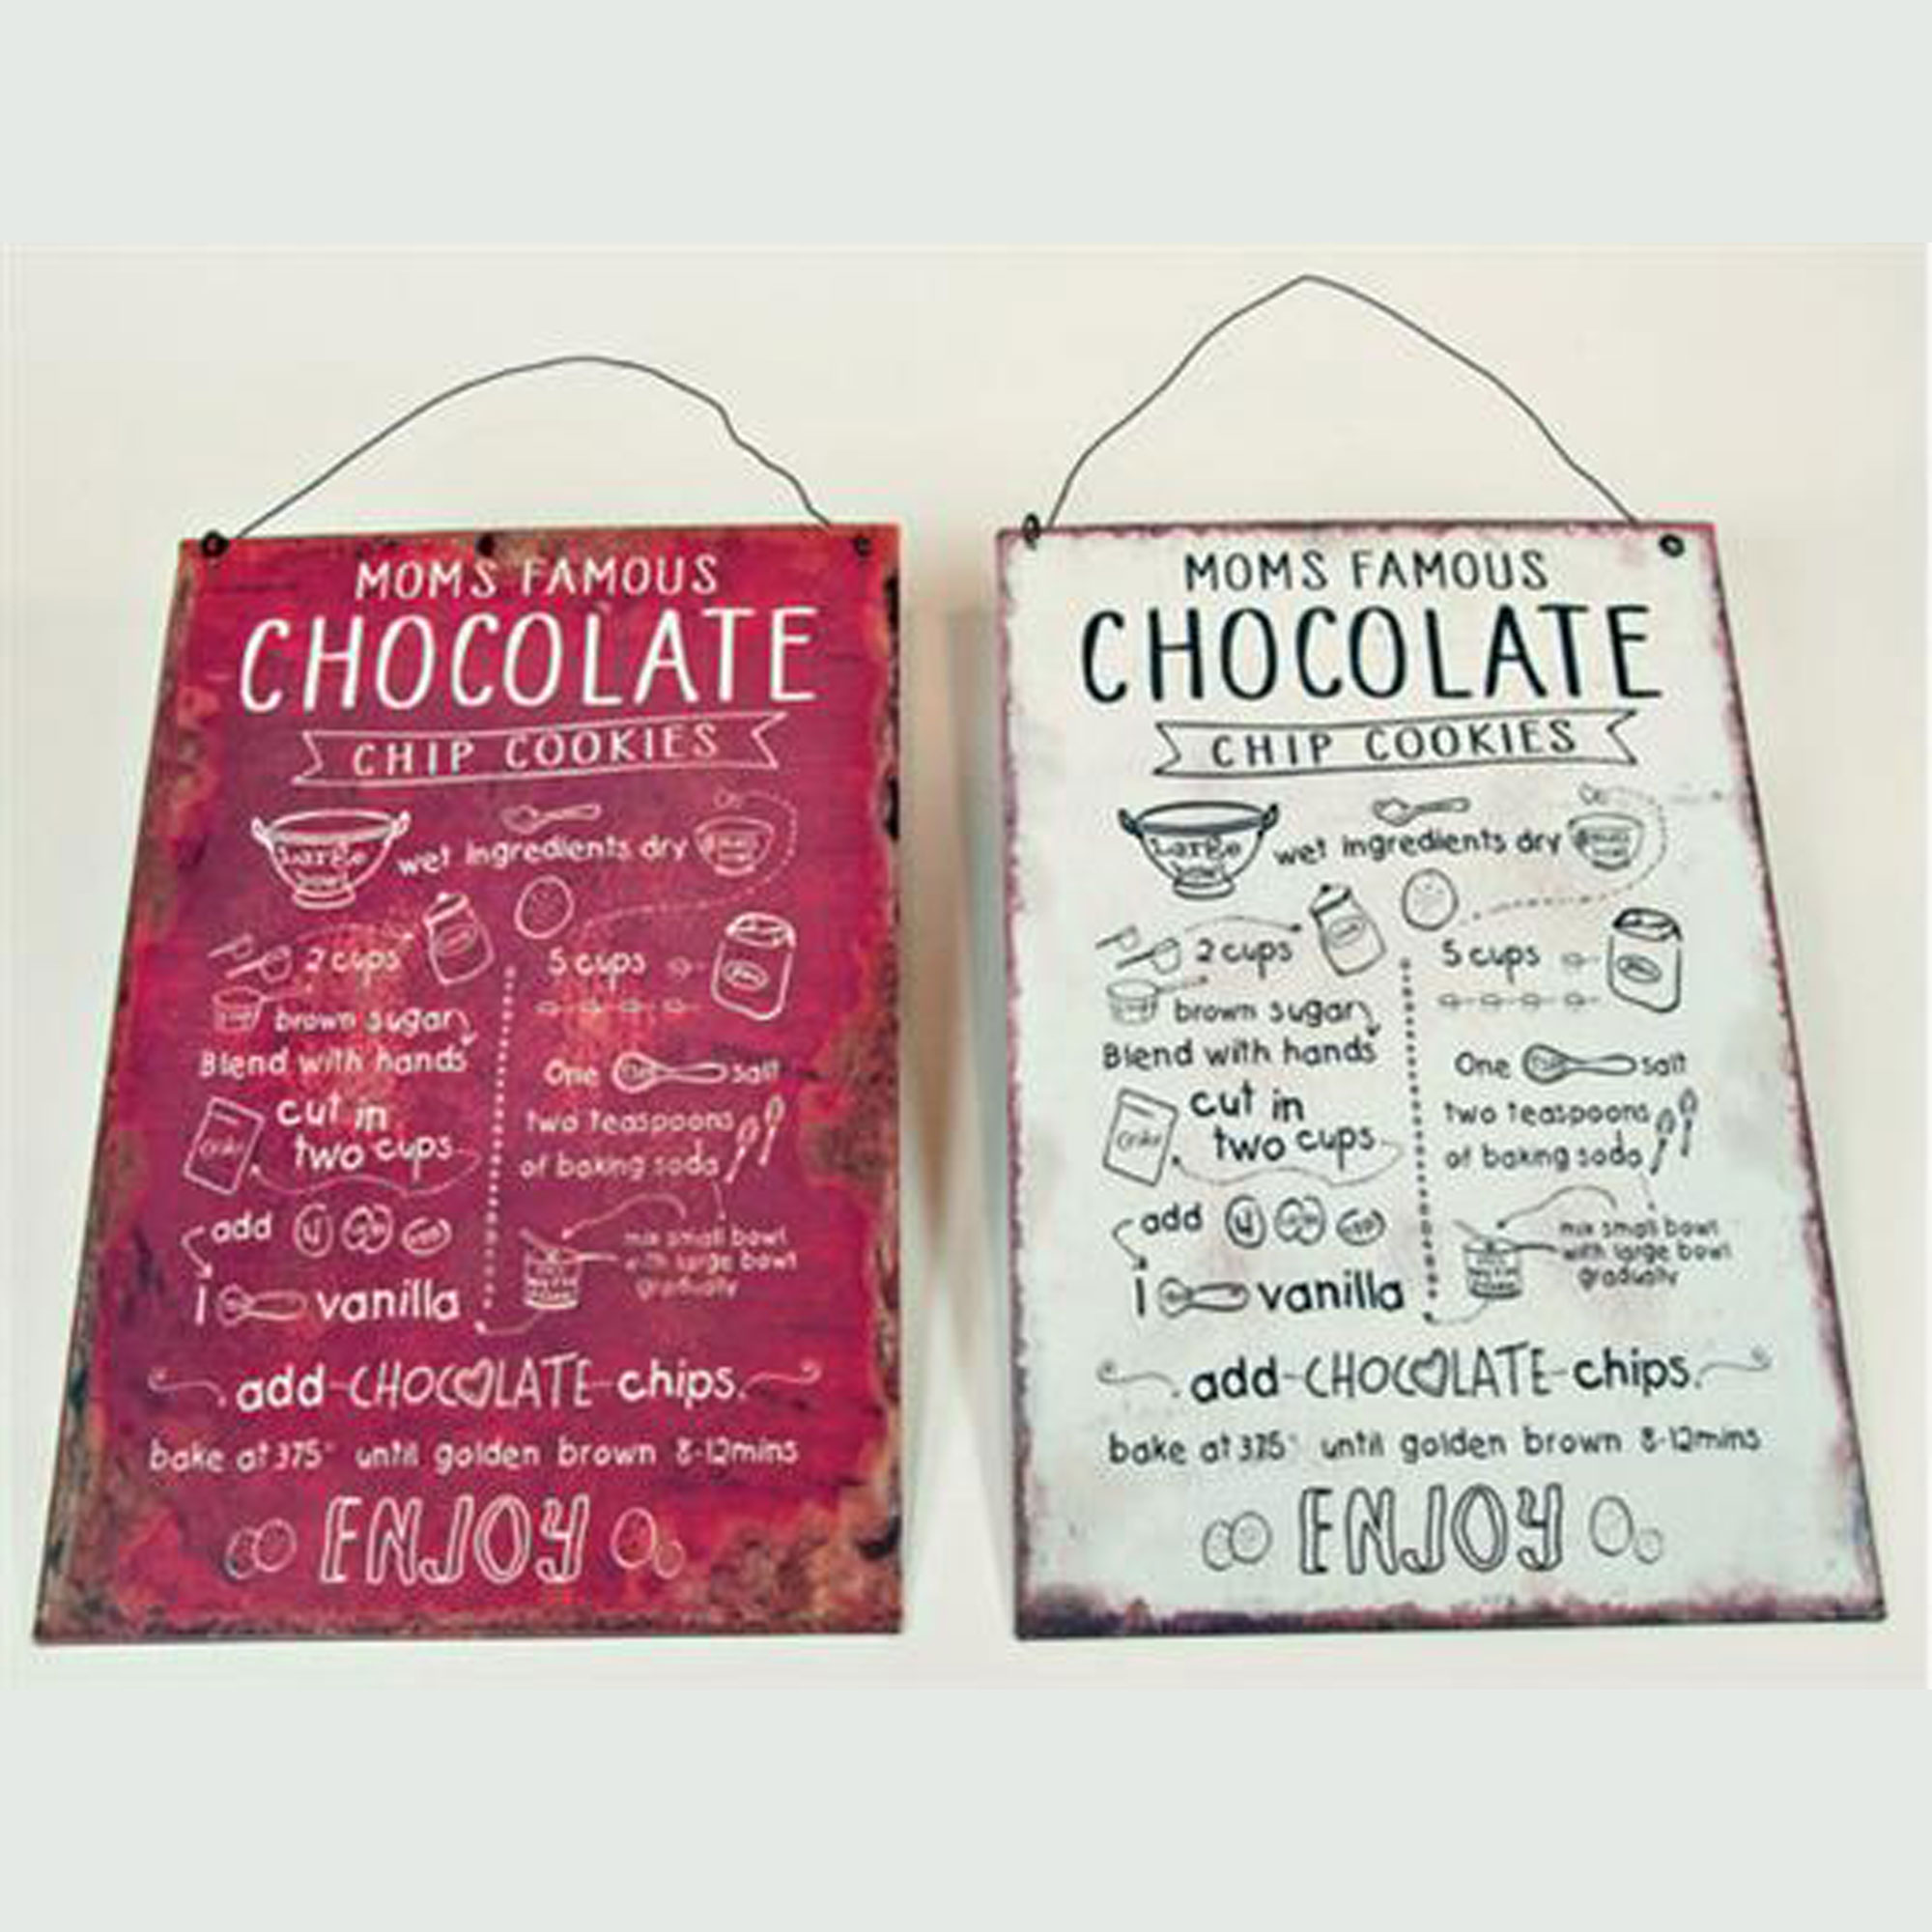 MOMS FAMOUS
CHOCOLATE
CHIP COOKIES
Large
bowl
wet ingredients dry
2 cups
brown sugar
Blend with hands
cut in
two cups
add 4
1 vanilla
5 cups
One salt
two teaspoons
of baking soda
mix small bowl
with large bowl
gradually
add CHOCOLATE chips.
bake at 375° until golden brown 8-12mins
ENJOY
MOMS FAMOUS
CHOCOLATE
CHIP COOKIES
Large
bowl
wet ingredients dry
2 cups
brown sugar
Blend with hands
cut in
two cups
add 4
1 vanilla
5 cups
One salt
two teaspoons
of baking soda
mix small bowl
with large bowl
gradually
add CHOCOLATE chips.
bake at 375° until golden brown 8-12mins
ENJOY